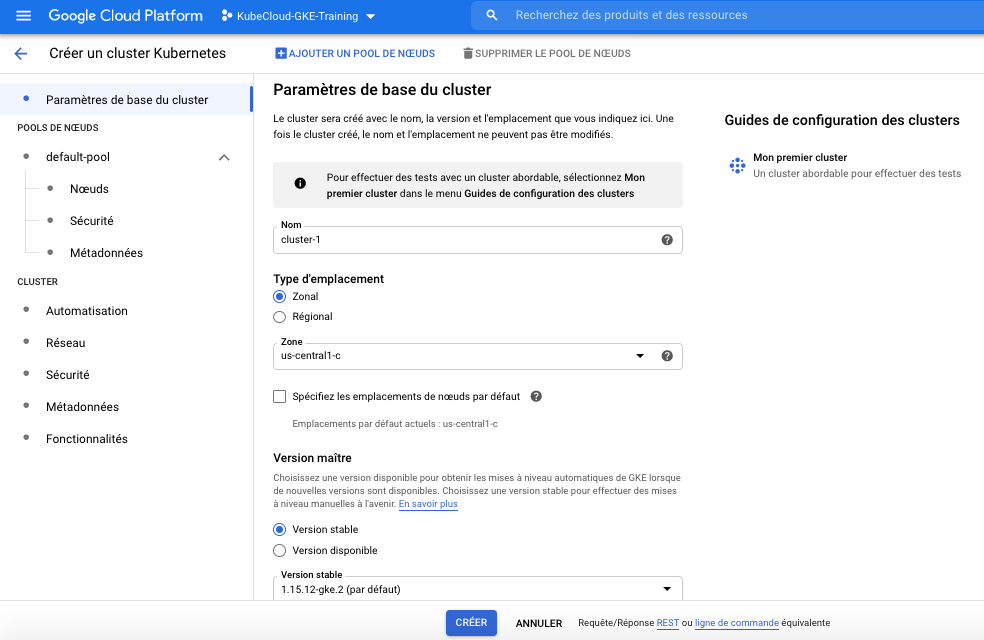 Google Cloud Platform
KubeCloud-GKE-Training
Recherchez des produits et des ressources
Créer un cluster Kubernetes
AJOUTER UN POOL DE NŒUDS
SUPPRIMER LE POOL DE NŒUDS
Paramètres de base du cluster
POOLS DE NŒUDS
default-pool
Nœuds
Sécurité
Métadonnées
CLUSTER
Automatisation
Réseau
Sécurité
Métadonnées
Fonctionnalités
Paramètres de base du cluster
Le cluster sera créé avec le nom, la version et l'emplacement que vous indiquez ici. Une
fois le cluster créé, le nom et l'emplacement ne peuvent pas être modifiés.
Pour effectuer des tests avec un cluster abordable, sélectionnez Mon
premier cluster dans le menu Guides de configuration des clusters
Nom
cluster-1
Type d'emplacement
Zonal
Régional
Zone
us-central1-c
Spécifiez les emplacements de nœuds par défaut
Emplacements par défaut actuels : us-central1-c
Version maître
Choisissez une version disponible pour obtenir les mises à niveau automatiques de GKE lorsque
de nouvelles versions sont disponibles. Choisissez une version stable pour effectuer des mises
à niveau manuelles à l'avenir. En savoir plus
Version stable
Version disponible
Version stable
1.15.12-gke.2 (par défaut)
Guides de configuration des clusters
Mon premier cluster
Un cluster abordable pour effectuer des tests
CRÉER
ANNULER
Requête/Réponse REST ou ligne de commande équivalente